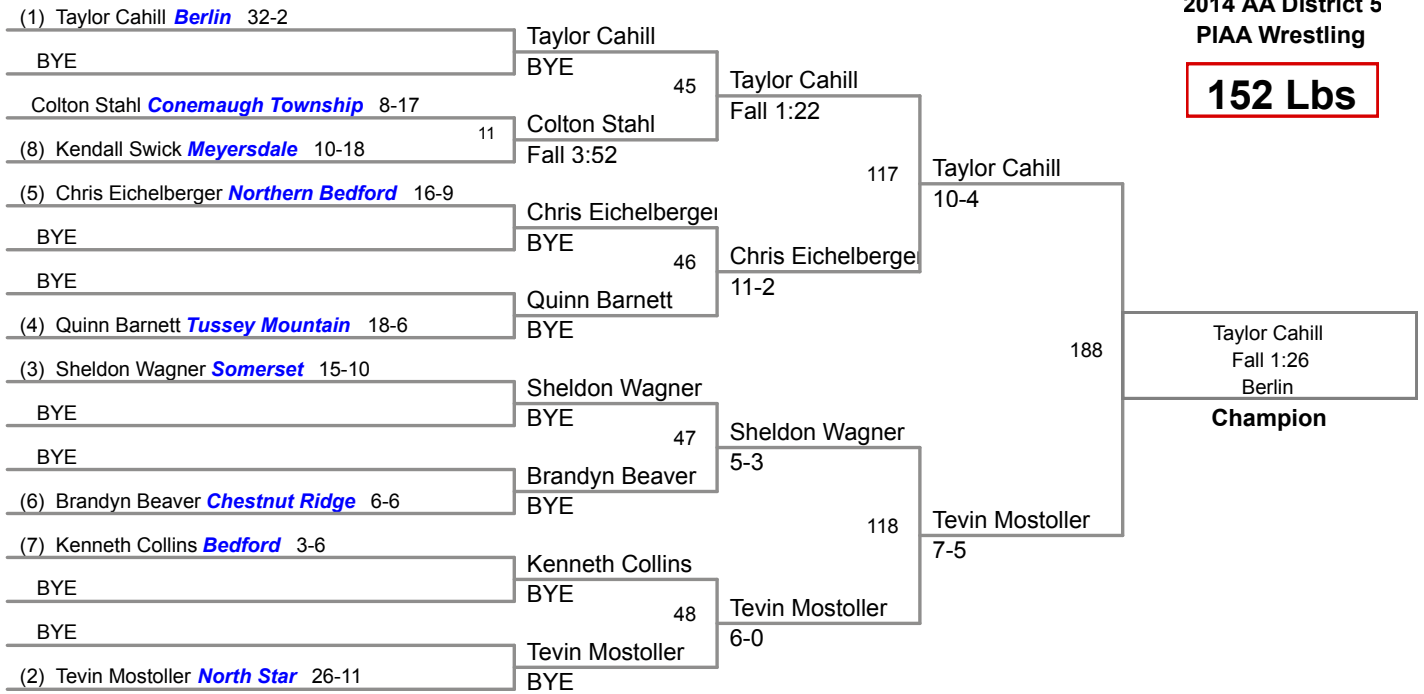 2014 AA District 5
PIAA Wrestling
152 Lbs
(1) Taylor Cahill Berlin 32-2
BYE
Colton Stahl Conemaugh Township 8-17
(8) Kendall Swick Meyersdale 10-18
(5) Chris Eichelberger Northern Bedford 16-9
BYE
BYE
(4) Quinn Barnett Tussey Mountain 18-6
(3) Sheldon Wagner Somerset 15-10
BYE
BYE
(6) Brandyn Beaver Chestnut Ridge 6-6
(7) Kenneth Collins Bedford 3-6
BYE
BYE
(2) Tevin Mostoller North Star 26-11
11
Taylor Cahill
BYE
Colton Stahl
Fall 3:52
Chris Eichelberger
BYE
Quinn Barnett
BYE
Sheldon Wagner
BYE
Brandyn Beaver
BYE
Kenneth Collins
BYE
Tevin Mostoller
BYE
45
46
47
48
Taylor Cahill
Fall 1:22
Chris Eichelberger
11-2
Sheldon Wagner
5-3
Tevin Mostoller
6-0
117
118
Taylor Cahill
10-4
Tevin Mostoller
7-5
188
Taylor Cahill
Fall 1:26
Berlin
Champion